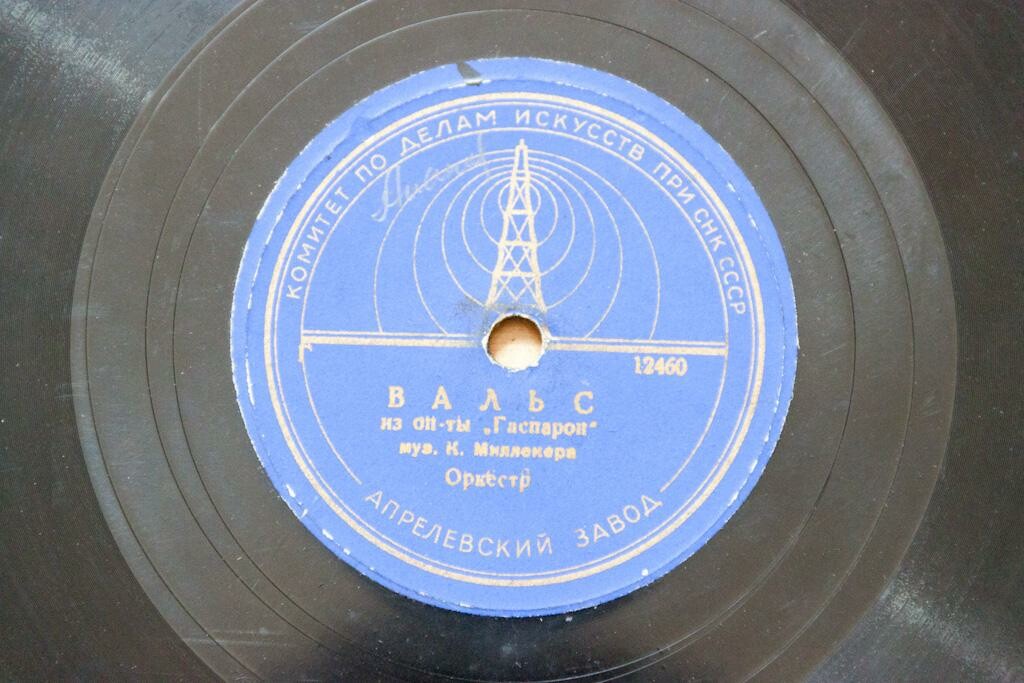 КОМИТЕТ ПО ДЕЛАМ ИСКУССТВ ПРИ СНК СССР
12460
ВАЛЬС
из оп-ты „Гаспарон“
муз. К. Миллекера
Оркестр
АПРЕЛЕВСКИЙ ЗАВОД